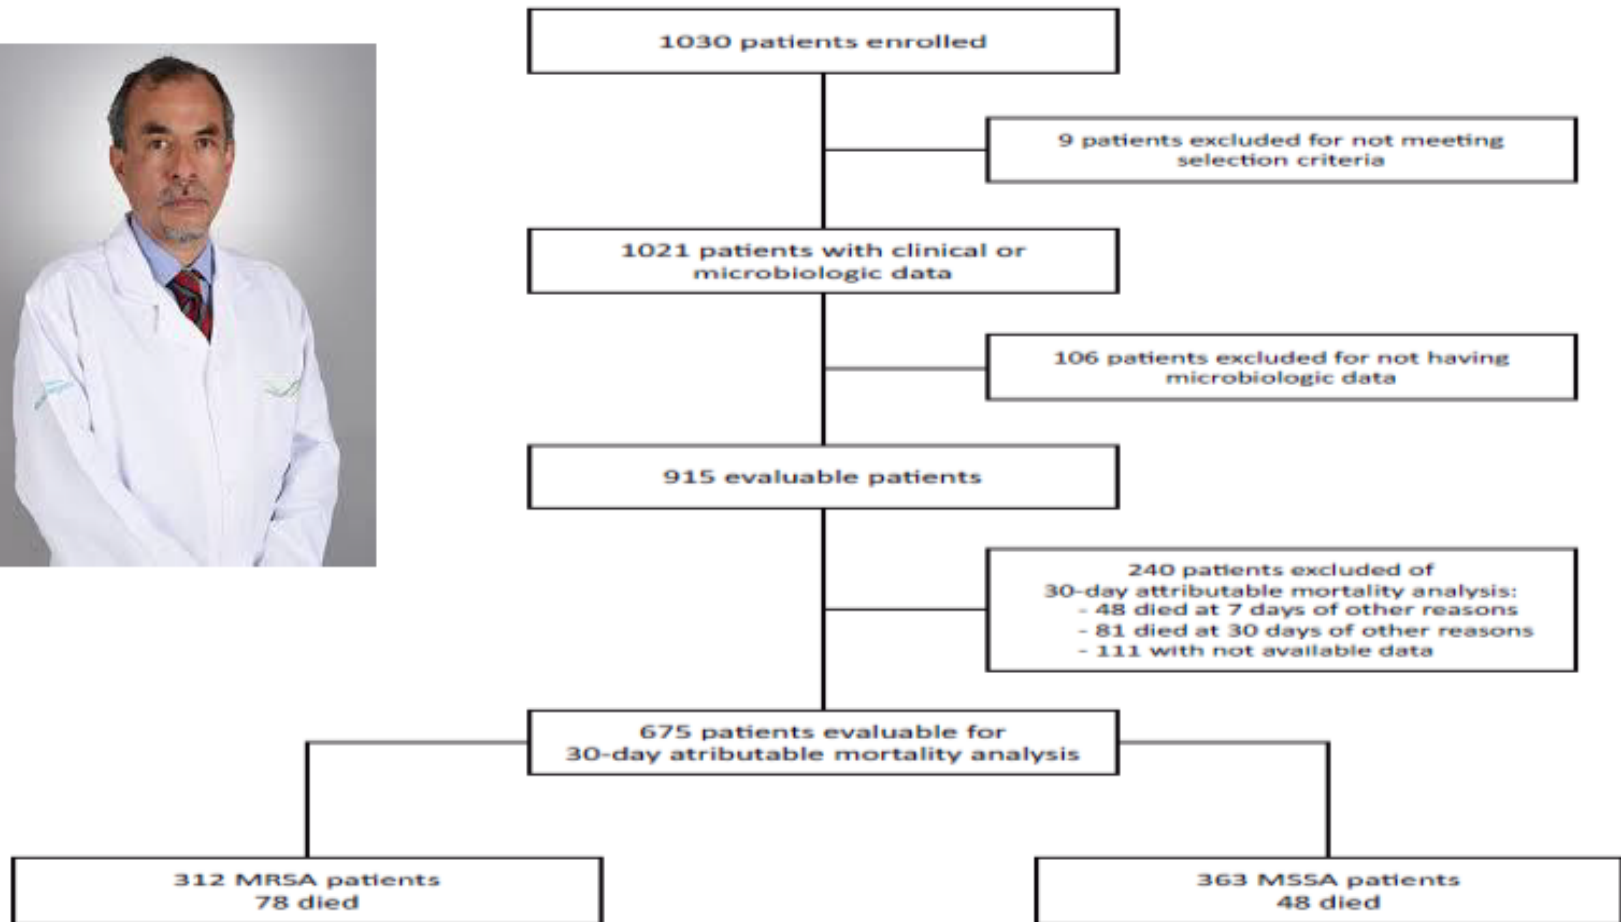 1030 patients enrolled
9 patients excluded for not meeting
selection criteria
1021 patients with clinical or
microbiologic data
106 patients excluded for not having
microbiologic data
915 evaluable patients
240 patients excluded of
30-day attributable mortality analysis:
- 48 died at 7 days of other reasons
- 81 died at 30 days of other reasons
- 111 with not available data
675 patients evaluable for
30-day atributable mortality analysis
312 MRSA patients
78 died
363 MSSA patients
48 died